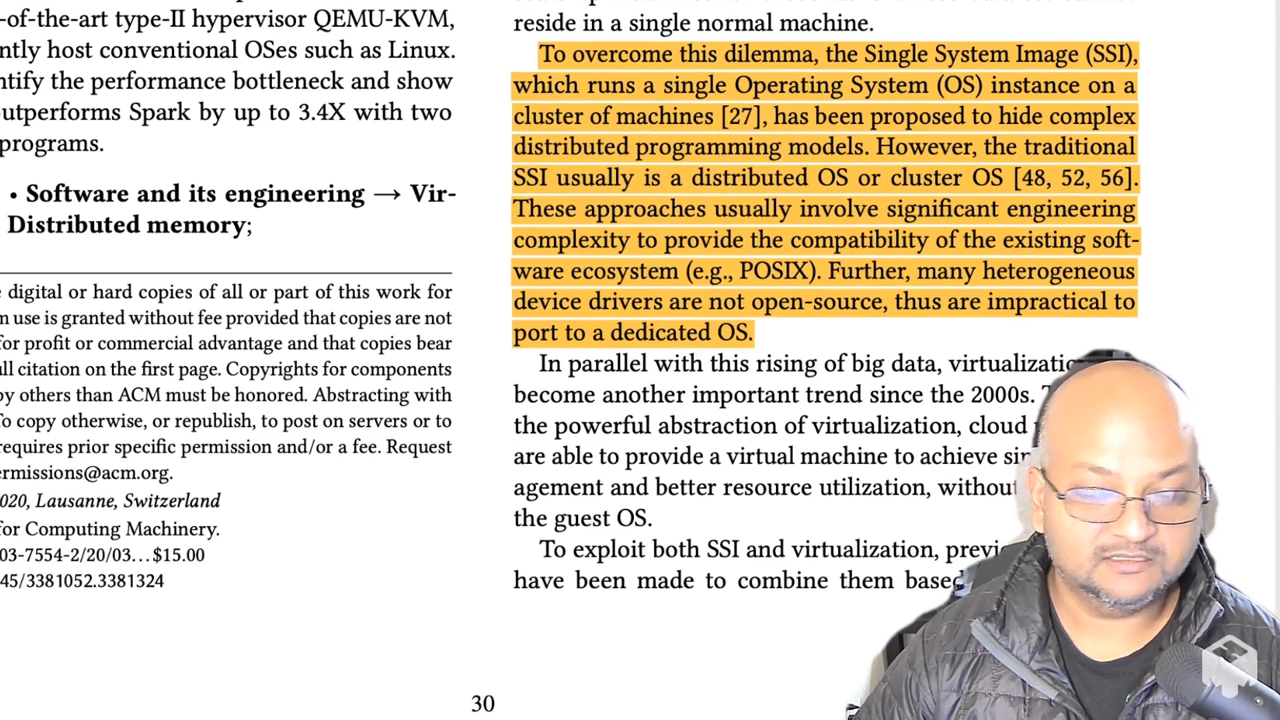 -of-the-art type-II hypervisor QEMU-KVM,
ntly host conventional OSes such as Linux.
ntify the performance bottleneck and show
outperforms Spark by up to 3.4X with two
programs.
• Software and its engineering → Vir-
Distributed memory;
digital or hard copies of all or part of this work for
use is granted without fee provided that copies are not
for profit or commercial advantage and that copies bear
ull citation on the first page. Copyrights for components
by others than ACM must be honored. Abstracting with
To copy otherwise, or republish, to post on servers or to
requires prior specific permission and/or a fee. Request
ermissions@acm.org.
020, Lausanne, Switzerland
for Computing Machinery.
03-7554-2/20/03…$15.00
45/3381052.3381324
reside in a single normal machine.
To overcome this dilemma, the Single System Image (SSI),
which runs a single Operating System (OS) instance on a
cluster of machines [27], has been proposed to hide complex
distributed programming models. However, the traditional
SSI usually is a distributed OS or cluster OS [48, 52, 56].
These approaches usually involve significant engineering
complexity to provide the compatibility of the existing soft-
ware ecosystem (e.g., POSIX). Further, many heterogeneous
device drivers are not open-source, thus are impractical to
port to a dedicated OS.
In parallel with this rising of big data, virtualizatio
become another important trend since the 2000s.
the powerful abstraction of virtualization, cloud
are able to provide a virtual machine to achieve sin
agement and better resource utilization, without
the guest OS.
To exploit both SSI and virtualization, previ
have been made to combine them based
30